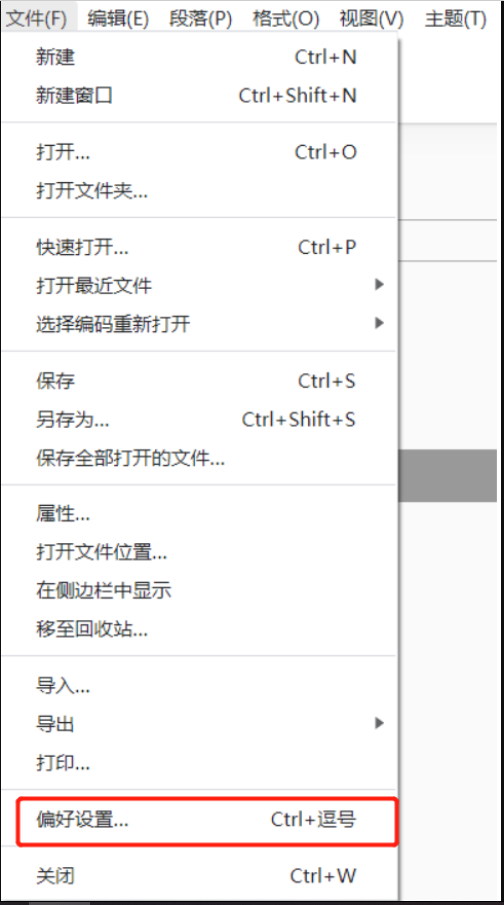 文件(F) 编辑(E) 段落(P) 格式(O) 视图(V) 主题(T)
新建 Ctrl+N
新建窗口 Ctrl+Shift+N
打开... Ctrl+O
打开文件夹...
快速打开... Ctrl+P
打开最近文件
选择编码重新打开
保存 Ctrl+S
另存为... Ctrl+Shift+S
保存全部打开的文件...
属性...
打开文件位置...
在侧边栏中显示
移至回收站...
导入...
导出
打印...
偏好设置... Ctrl+逗号
关闭 Ctrl+W